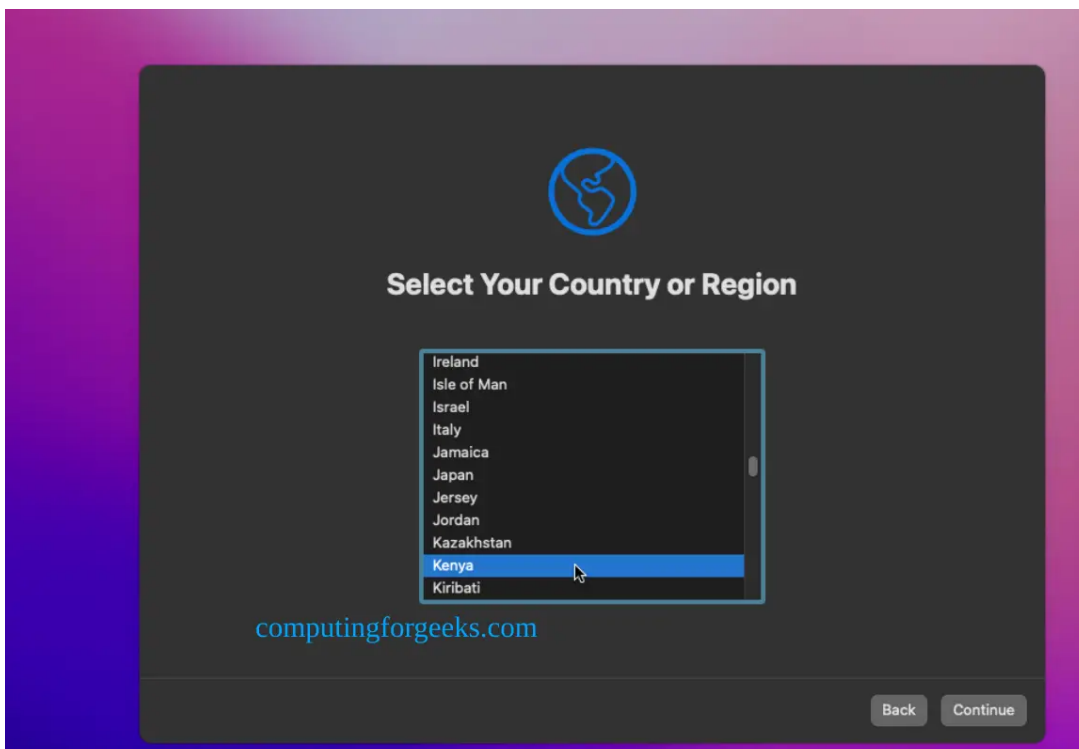 Select Your Country or Region
Ireland
Isle of Man
Israel
Italy
Jamaica
Japan
Jersey
Jordan
Kazakhstan
Kenya
Kiribati
computingforgeeks.com
Back
Continue